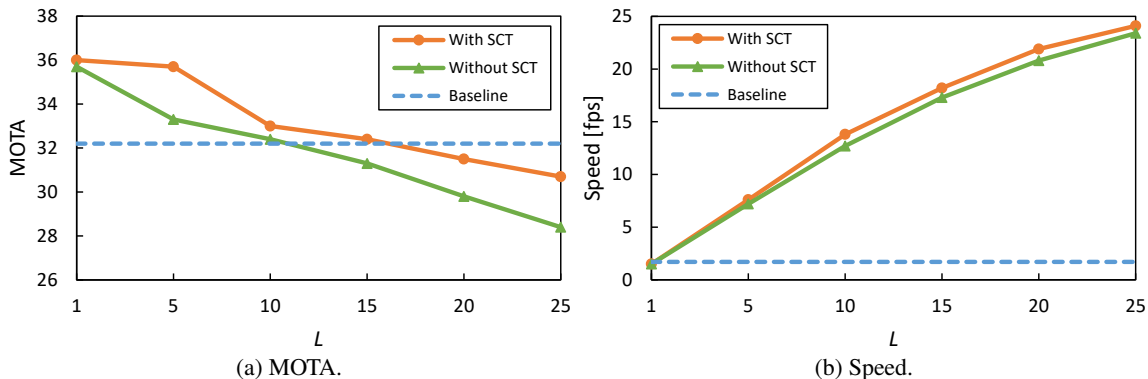 38
36
34
32
30
28
26
MOTA
1 5 10 15 20 25
L
With SCT
Without SCT
Baseline
(a) MOTA.
25
20
15
10
5
0
Speed [fps]
1 5 10 15 20 25
L
With SCT
Without SCT
Baseline
(b) Speed.